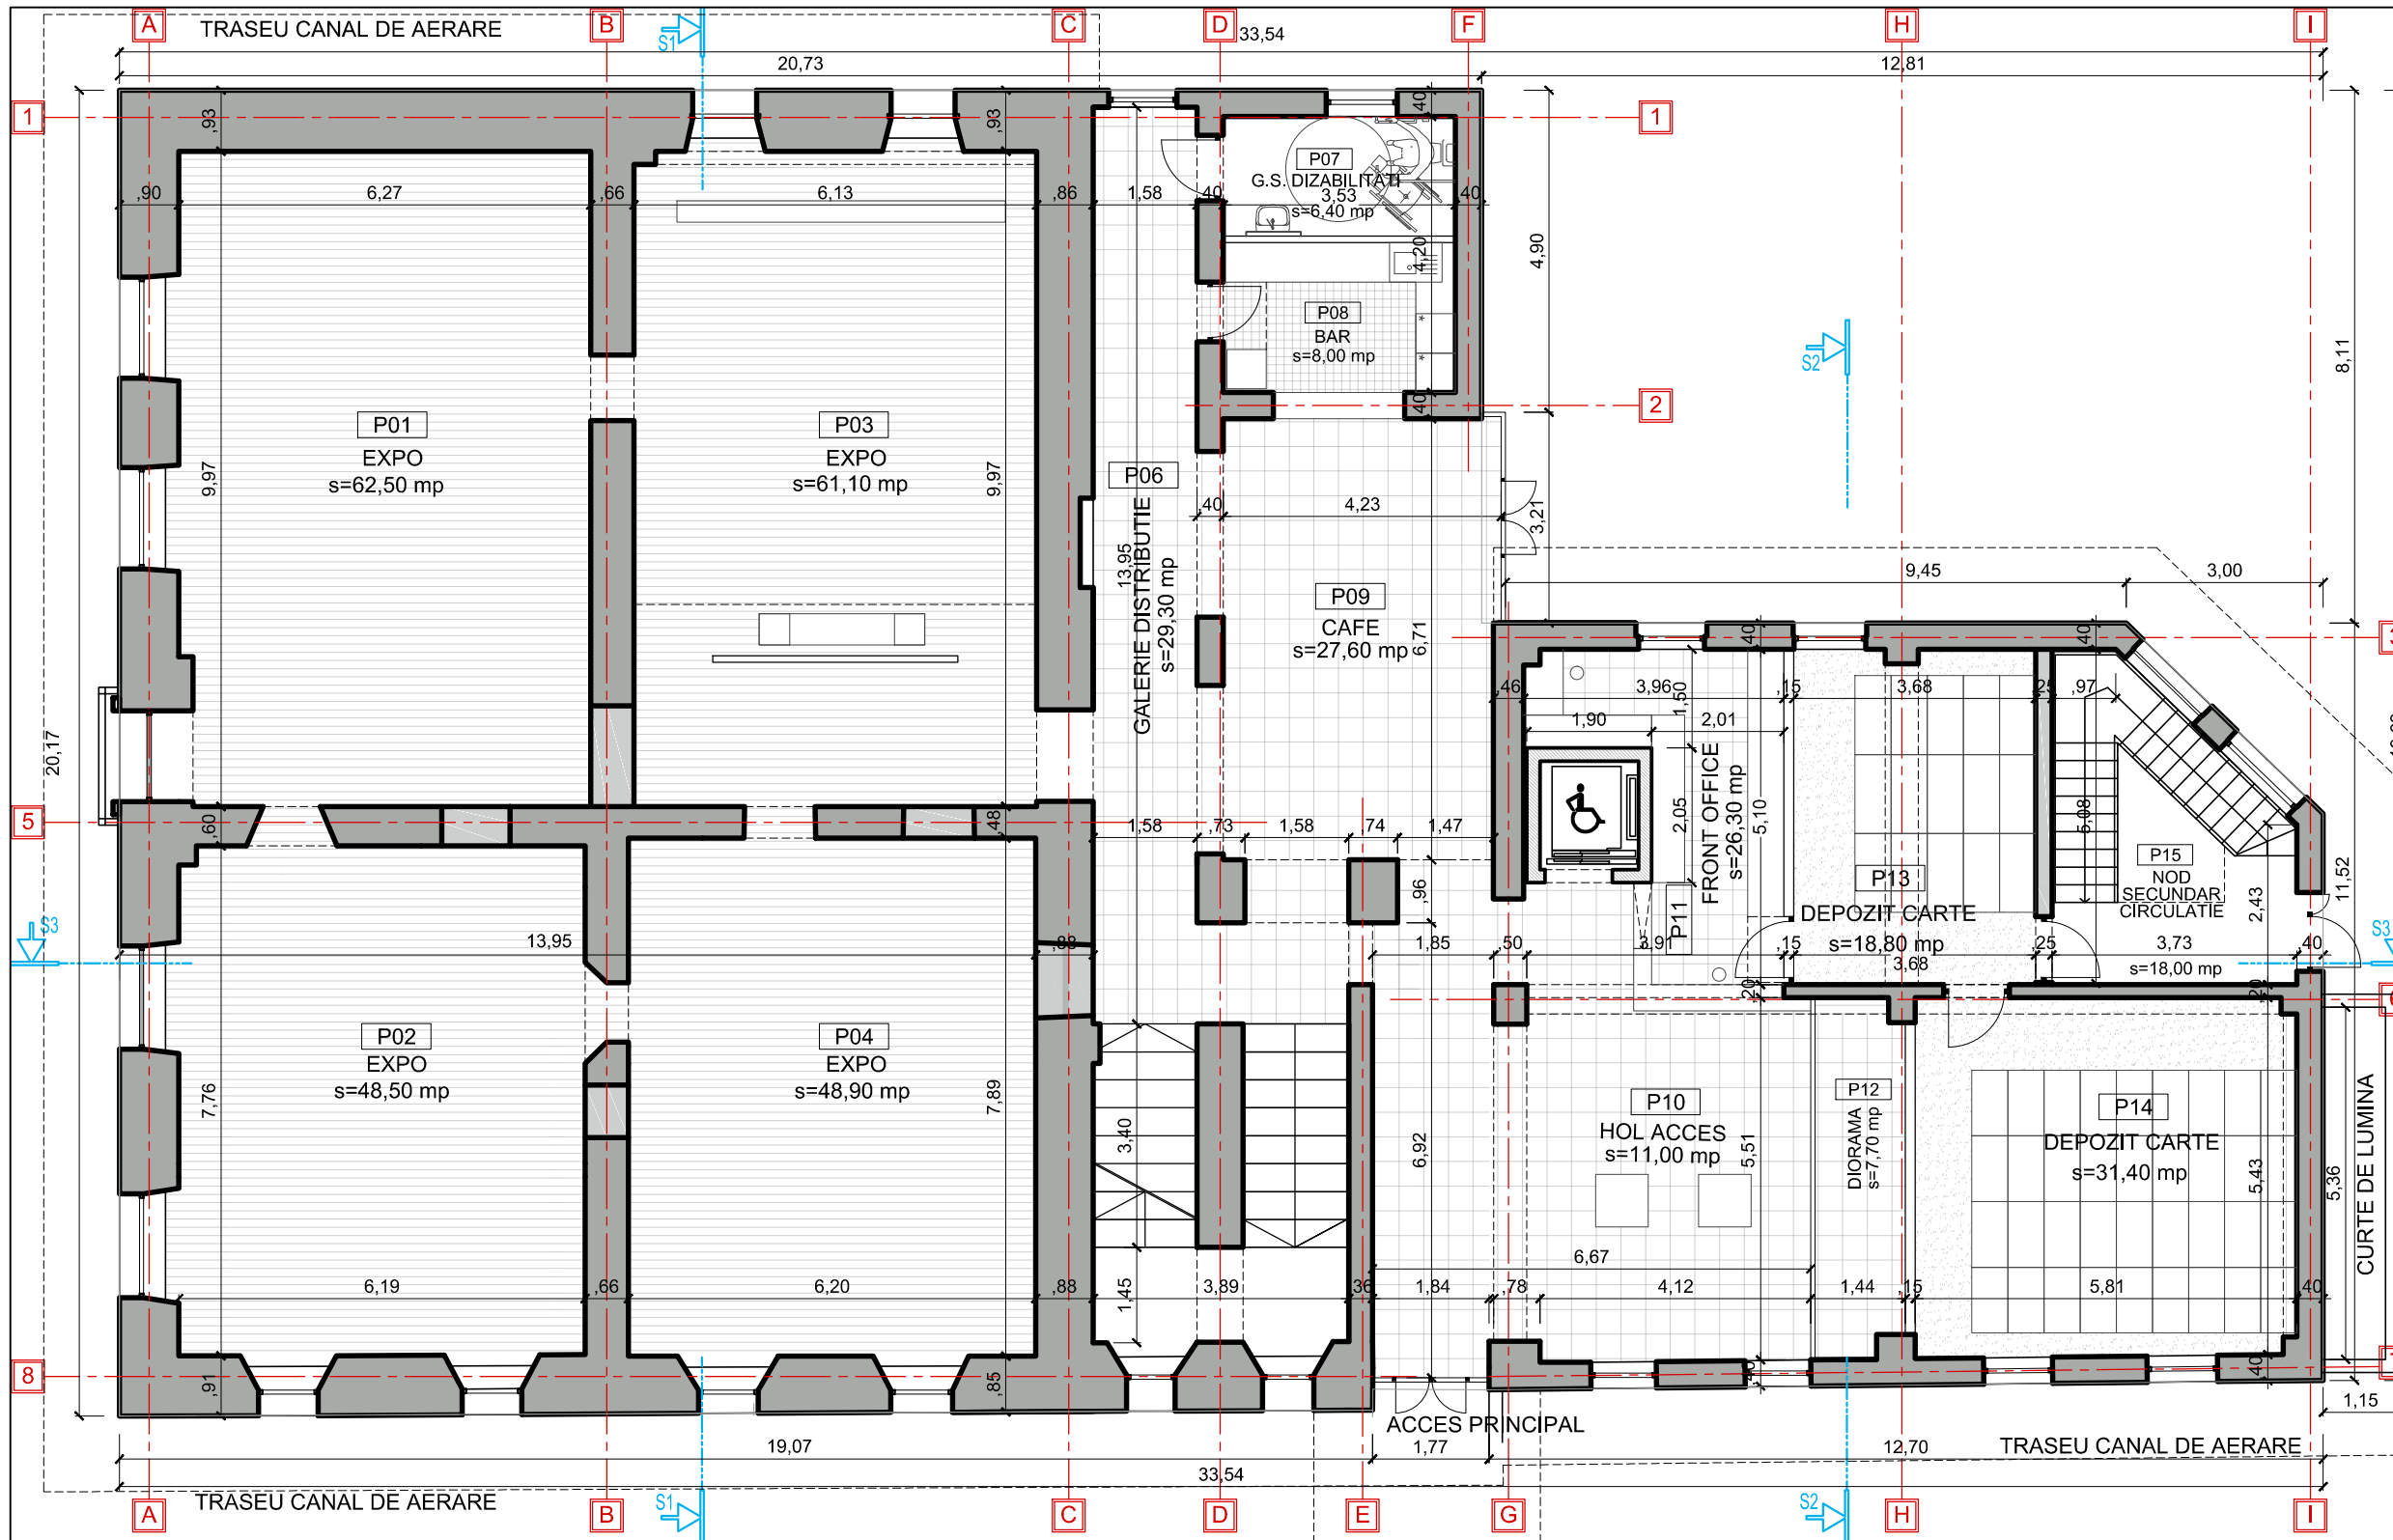 A
TRASEU CANAL DE AERARE
B
S1
C
D
33,54
F
H
I
20,73
12,81
1
,93
,93
,40
1
P07
G.S. DIZABILITATI
3,53
s=6,40 mp
,90
6,27
,66
6,13
,86
1,58
,40
,40
4,20
4,90
8,11
P08
BAR
s=8,00 mp
S2
,40
2
P01
EXPO
s=62,50 mp
P03
EXPO
s=61,10 mp
9,97
9,97
P06
GALERIE DISTRIBUTIE
s=29,30 mp
13,95
,40
4,23
3,21
P09
CAFE
s=27,60 mp
6,71
9,45
3,00
3
,40
,40
,46
3,96
,15
3,68
,25
,97
1,50
1,90
2,01
20,17
FRONT OFFICE
s=26,30 mp
2,05
5,10
5,08
5
,60
,48
1,58
,73
1,58
,74
1,47
P15
NOD
SECUNDAR
CIRCULATIE
2,43
11,52
P13
DEPOZIT CARTE
s=18,80 mp
P11
,96
S3
13,95
,88
1,85
,50
3,91
,15
3,68
,25
3,73
,40
s=18,00 mp
S3
,20
,20
P02
EXPO
s=48,50 mp
P04
EXPO
s=48,90 mp
7,76
7,89
3,40
6,92
P10
HOL ACCES
s=11,00 mp
5,51
P12
DIORAMA
s=7,70 mp
P14
DEPOZIT CARTE
s=31,40 mp
5,43
5,36
CURTE DE LUMINA
6,67
6,19
,66
6,20
,88
1,45
3,89
,36
1,84
,78
4,12
1,44
,15
5,81
,40
8
,91
,85
,40
,40
ACCES PRINCIPAL
1,15
19,07
1,77
12,70
TRASEU CANAL DE AERARE
33,54
TRASEU CANAL DE AERARE
A
B
S1
C
D
E
G
S2
H
I